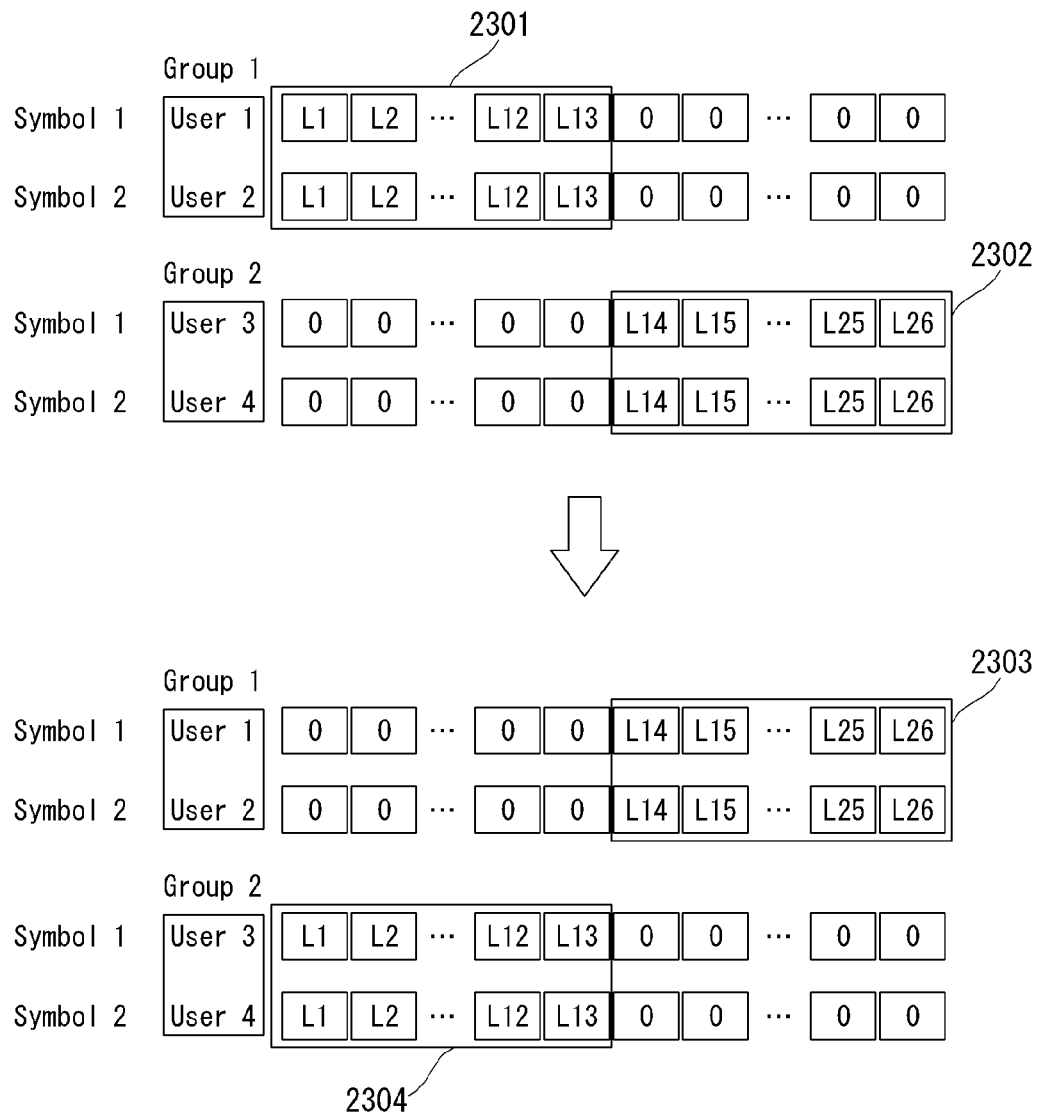 2301
Group 1
Symbol 1 User 1 L1 L2 ... L12 L13 0 0 ... 0 0
Symbol 2 User 2 L1 L2 ... L12 L13 0 0 ... 0 0
2302
Group 2
Symbol 1 User 3 0 0 ... 0 0 L14 L15 ... L25 L26
Symbol 2 User 4 0 0 ... 0 0 L14 L15 ... L25 L26
2303
Group 1
Symbol 1 User 1 0 0 ... 0 0 L14 L15 ... L25 L26
Symbol 2 User 2 0 0 ... 0 0 L14 L15 ... L25 L26
Group 2
Symbol 1 User 3 L1 L2 ... L12 L13 0 0 ... 0 0
Symbol 2 User 4 L1 L2 ... L12 L13 0 0 ... 0 0
2304